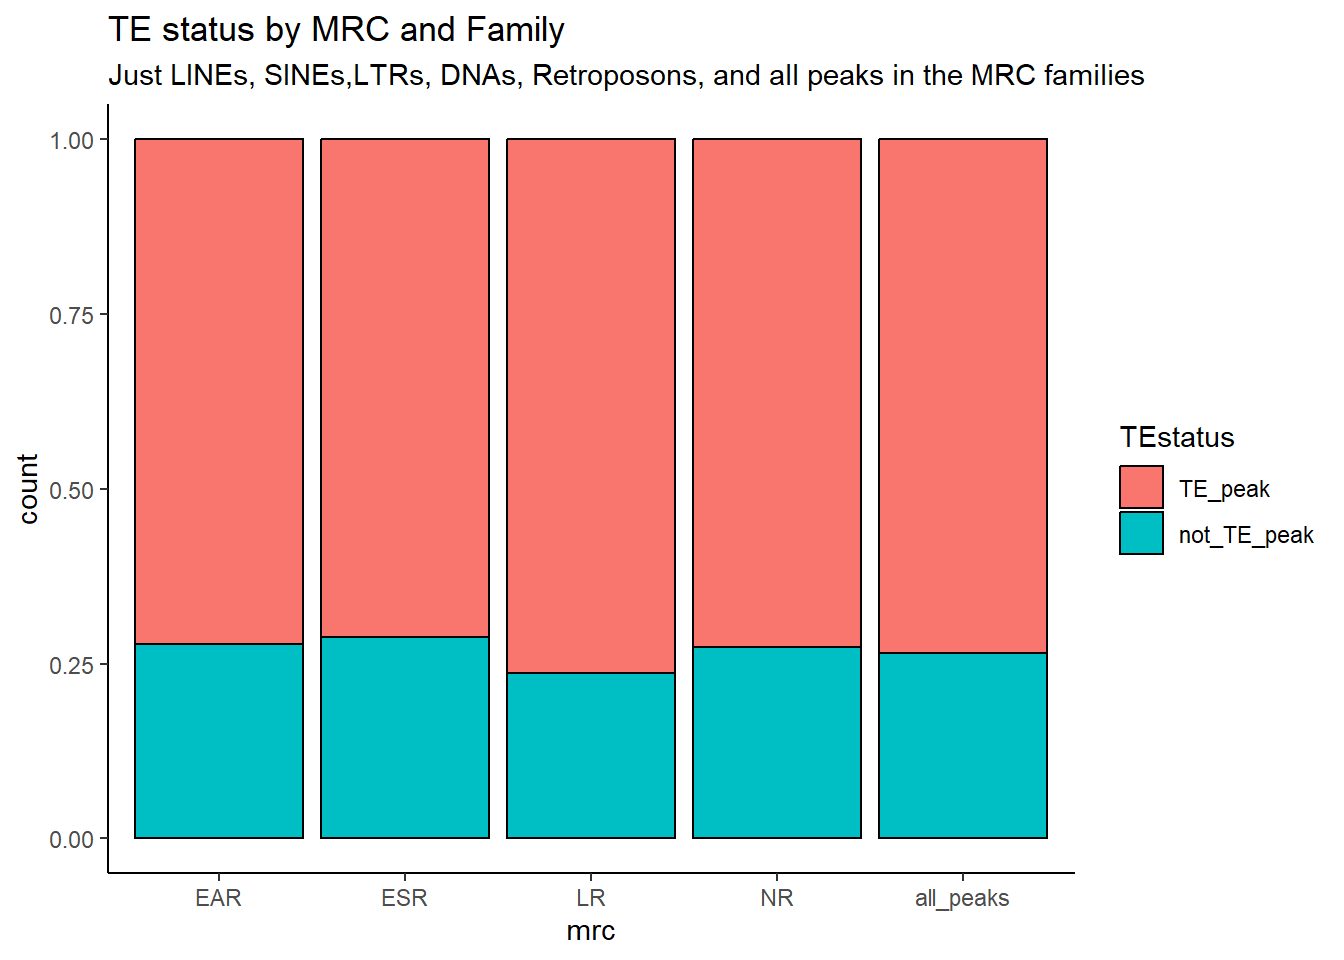 TE status by MRC and Family
Just LINEs, SINEs,LTRs, DNAs, Retroposons, and all peaks in the MRC families
1.00
0.75
0.50
0.25
0.00
count
EAR
ESR
LR
NR
all_peaks
mrc
TEstatus
TE_peak
not_TE_peak